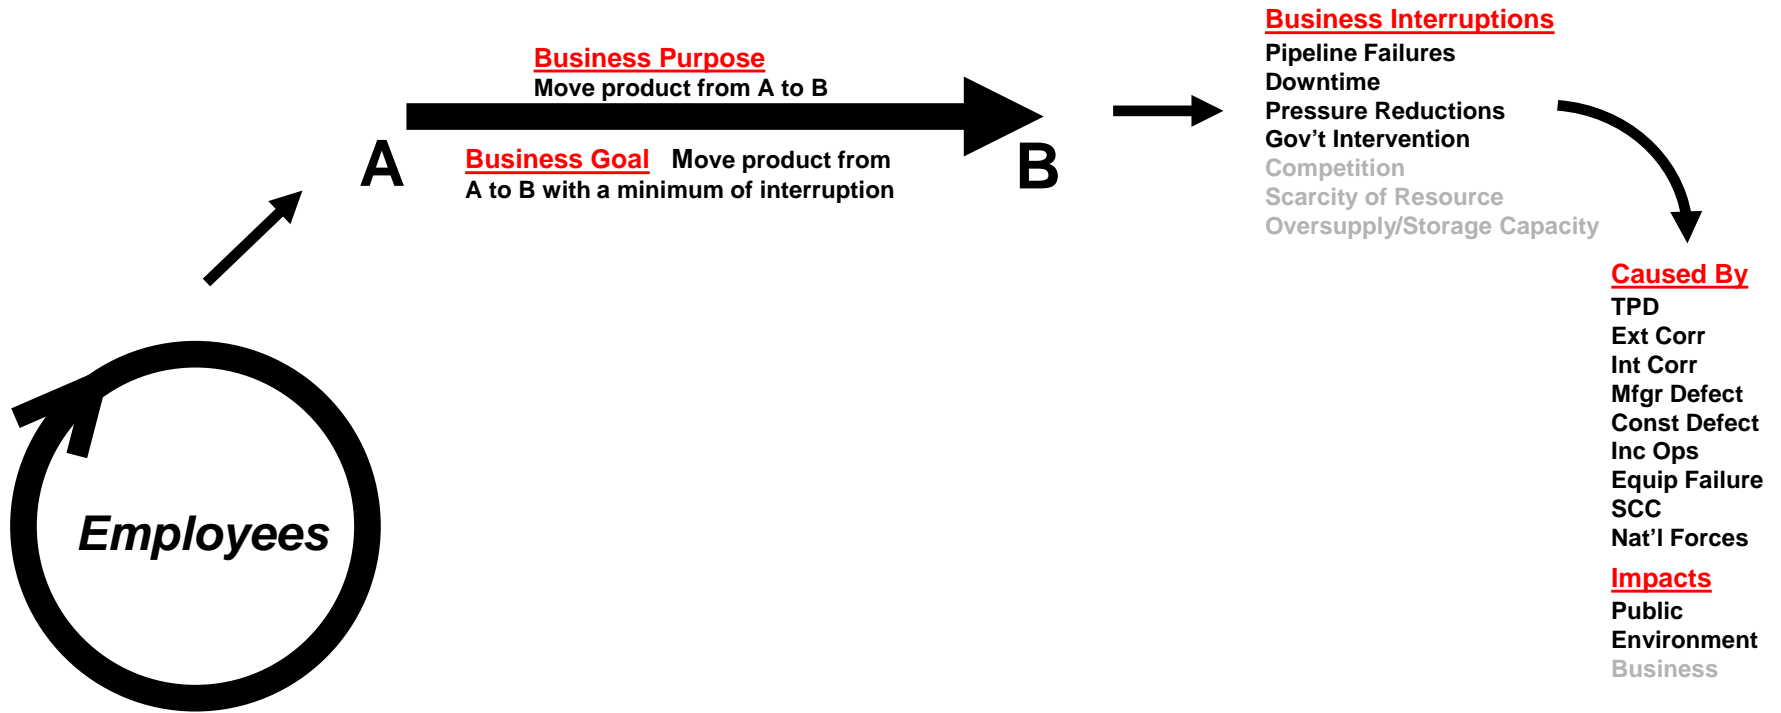 Business Purpose
Move product from A to B
A
Business Goal Move product from
A to B with a minimum of interruption
B
Business Interruptions
Pipeline Failures
Downtime
Pressure Reductions
Gov’t Intervention
Competition
Scarcity of Resource
Oversupply/Storage Capacity
Caused By
TPD
Ext Corr
Int Corr
Mfgr Defect
Const Defect
Inc Ops
Equip Failure
SCC
Nat’l Forces
Impacts
Public
Environment
Business
Employees